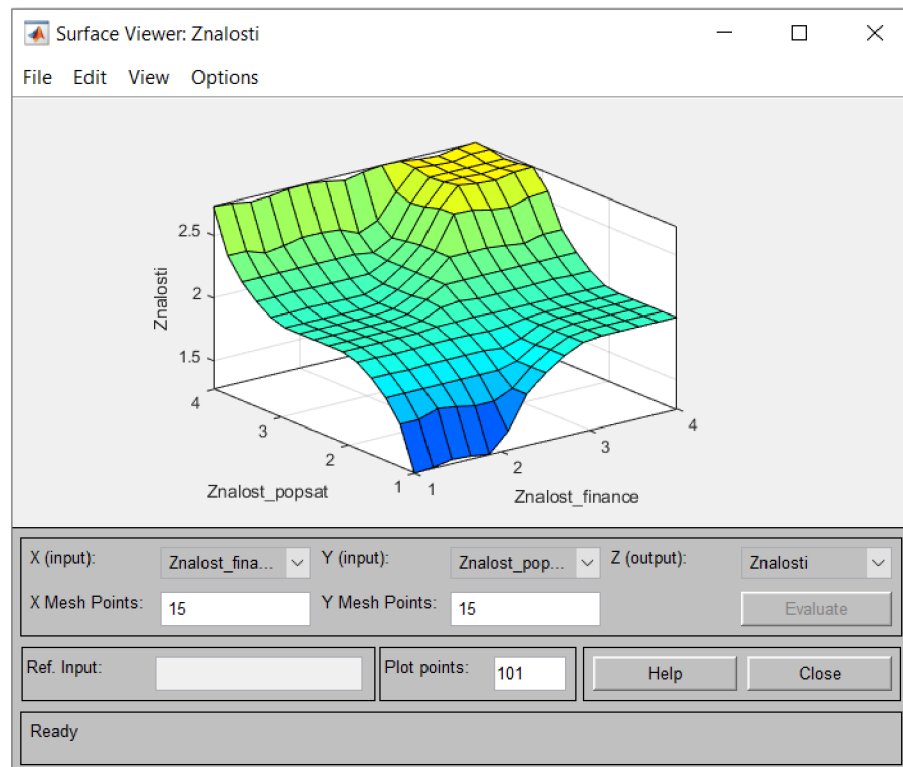 Surface Viewer: Znalosti
File Edit View Options
2.5
2
1.5
Znalosti
4
3
2
1
Znalost_popsat
1
2
3
4
Znalost_finance
X (input): Znalost_fina... Y (input): Znalost_pop... Z (output): Znalosti
X Mesh Points: 15 Y Mesh Points: 15 Evaluate
Ref. Input: Plot points: 101 Help Close
Ready